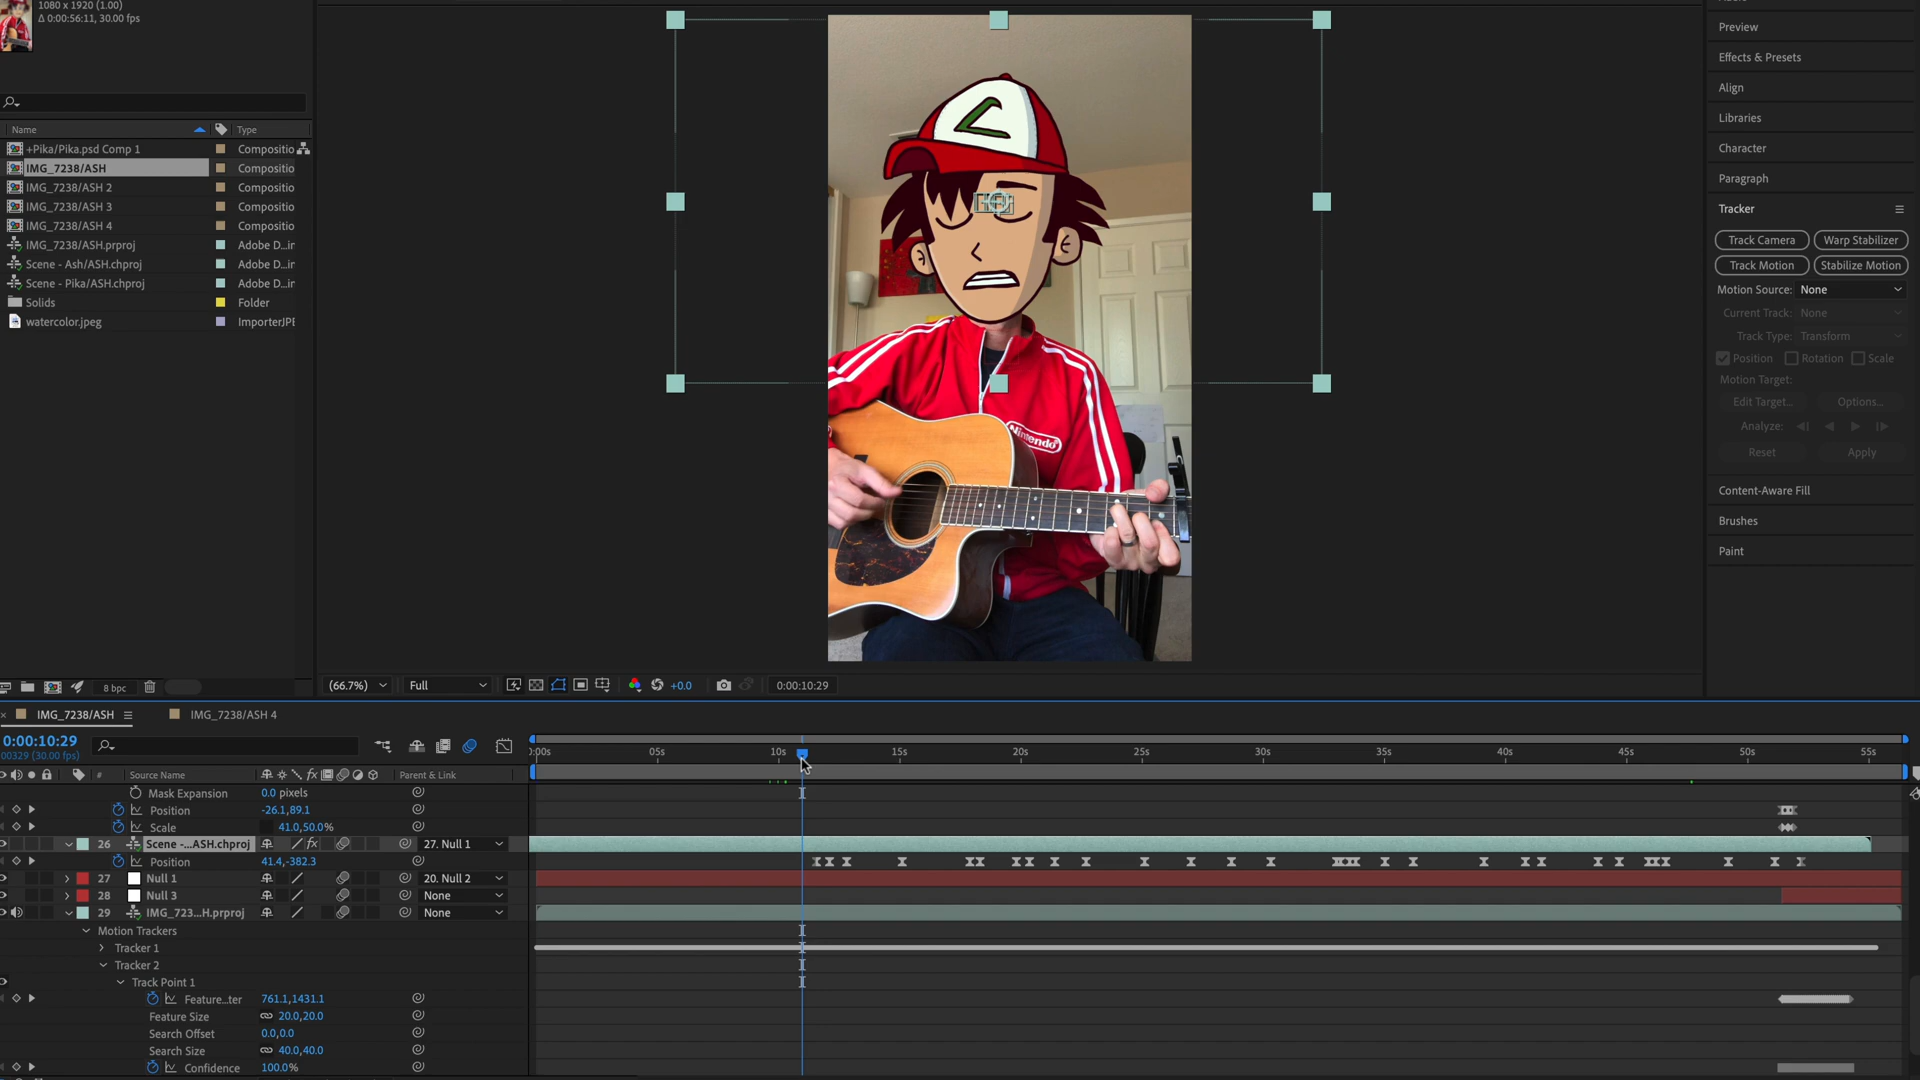 1080 x 1920 (1.00)
Δ 0:00:56:11, 30.00 fps
Name
Type
+Pika/Pika.psd Comp 1
Compositio
IMG_7238/ASH
Compositio
IMG_7238/ASH 2
Compositio
IMG_7238/ASH 3
Compositio
IMG_7238/ASH 4
Compositio
IMG_7238/ASH.prproj
Adobe D...in
Scene - Ash/ASH.chproj
Adobe D...in
Scene - Pika/ASH.chproj
Adobe D...in
Solids
Folder
watercolor.jpeg
ImporterJPE
8 bpc
Nintendo
(66.7%)
Full
+0.0
0:00:10:29
Preview
Effects & Presets
Align
Libraries
Character
Paragraph
Tracker
Track Camera
Warp Stabilizer
Track Motion
Stabilize Motion
Motion Source: None
Current Track: None
Track Type: Transform
Position
Rotation
Scale
Motion Target:
Edit Target...
Options...
Analyze:
Reset
Apply
Content-Aware Fill
Brushes
Paint
IMG_7238/ASH
IMG_7238/ASH 4
0:00:10:29
00329 (30.00 fps)
# Source Name
fx
Parent & Link
:00s 05s 10s 15s 20s 25s 30s 35s 40s 45s 50s 55s
Mask Expansion 0.0 pixels
Position -26.1,89.1
Scale 41.0,50.0%
26 Scene -...ASH.chproj fx 27. Null 1
Position 41.4,-382.3
27 Null 1 20. Null 2
28 Null 3 None
29 IMG_723...H.prproj None
Motion Trackers
Tracker 1
Tracker 2
Track Point 1
Feature...ter 761.1,1431.1
Feature Size 20.0,20.0
Search Offset 0.0,0.0
Search Size 40.0,40.0
Confidence 100.0%